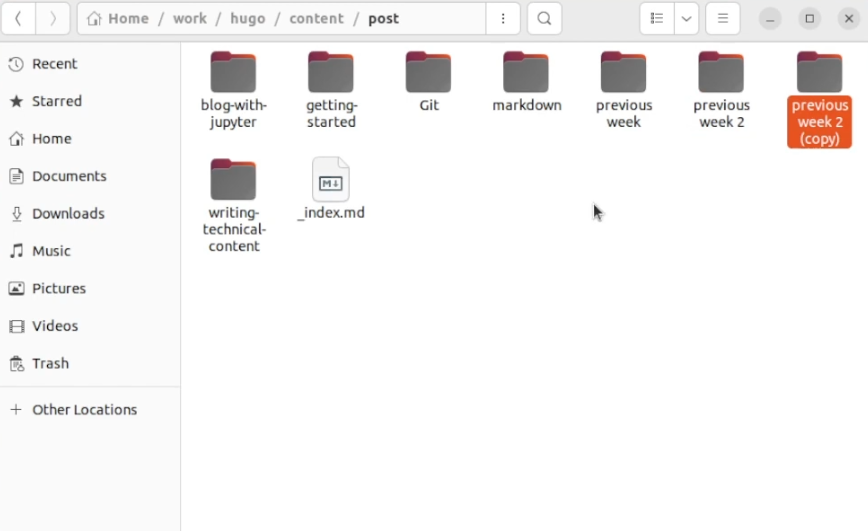 Home / work / hugo / content / post
Recent
Starred
Home
Documents
Downloads
Music
Pictures
Videos
Trash
Other Locations
blog-with-
jupyter
getting-
started
Git
markdown
previous
week
previous
week 2
previous
week 2
(copy)
writing-
technical-
content
M↓
_index.md